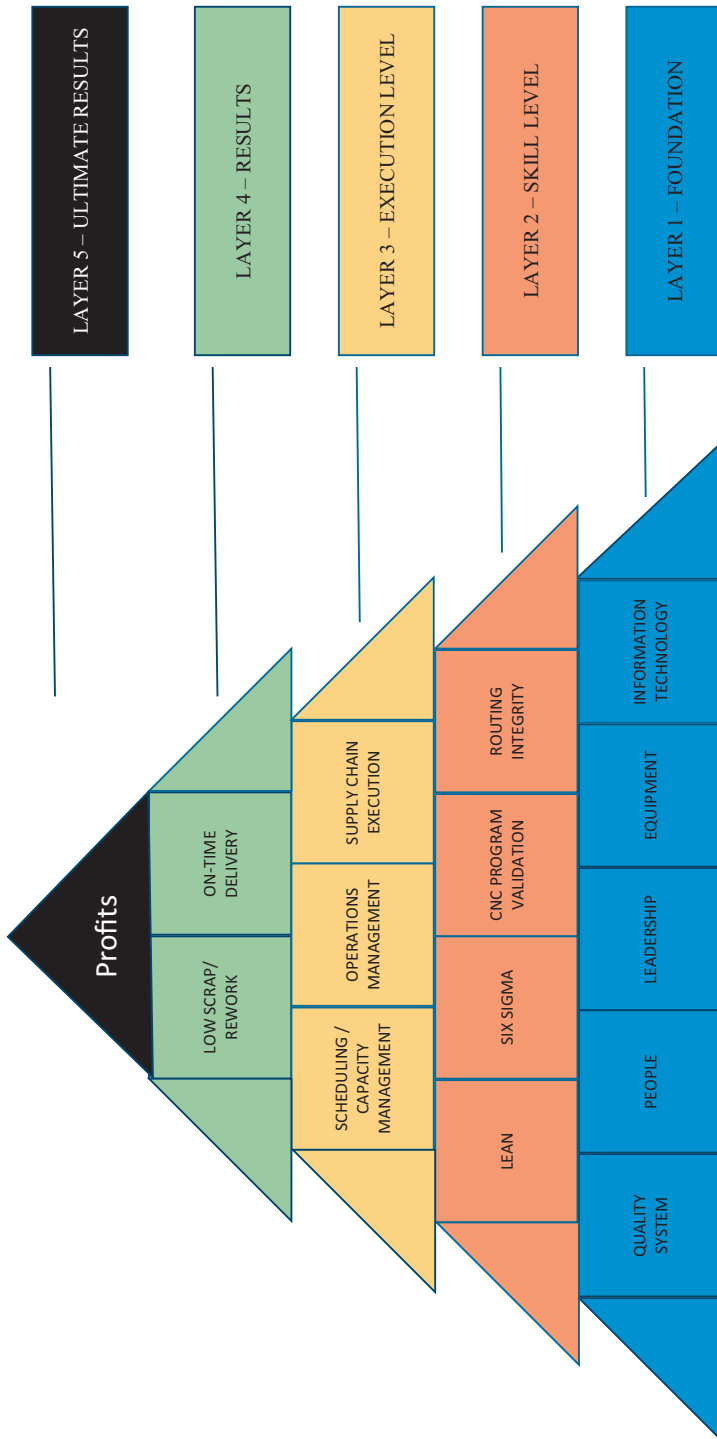 Profits
LAYER 5 – ULTIMATE RESULTS
LOW SCRAP/
REWORK
ON-TIME
DELIVERY
LAYER 4 – RESULTS
SCHEDULING /
CAPACITY
MANAGEMENT
OPERATIONS
MANAGEMENT
SUPPLY CHAIN
EXECUTION
LAYER 3 – EXECUTION LEVEL
LEAN
SIX SIGMA
CNC PROGRAM
VALIDATION
ROUTING
INTEGRITY
LAYER 2 – SKILL LEVEL
QUALITY
SYSTEM
PEOPLE
LEADERSHIP
EQUIPMENT
INFORMATION
TECHNOLOGY
LAYER 1 – FOUNDATION